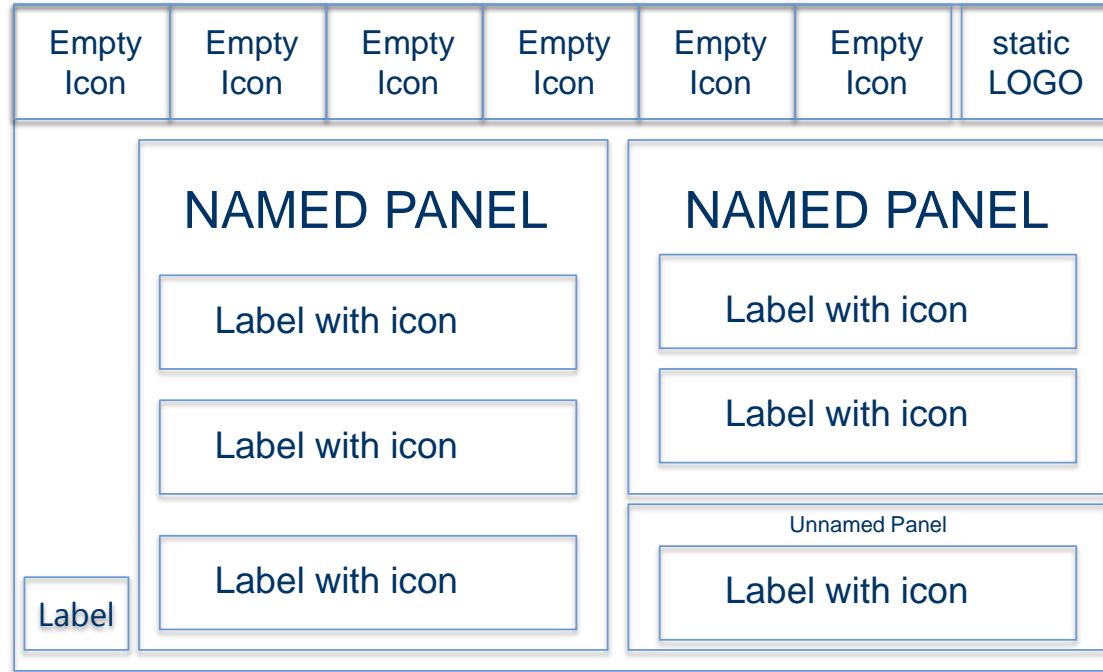 Empty
Icon
Empty
Icon
Empty
Icon
Empty
Icon
Empty
Icon
Empty
Icon
static
LOGO
NAMED PANEL
Label with icon
Label with icon
Label with icon
NAMED PANEL
Label with icon
Label with icon
Unnamed Panel
Label with icon
Label